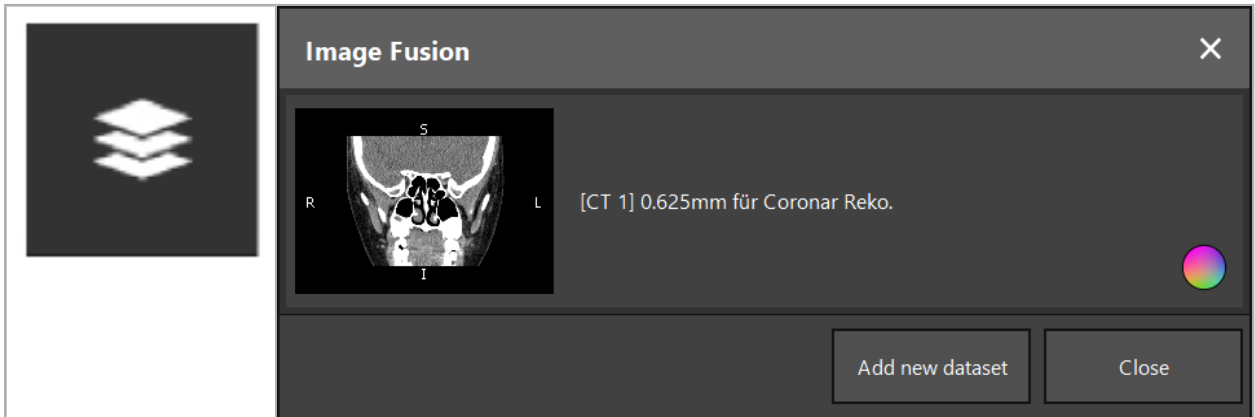 Image Fusion
S
R
L
[CT 1] 0.625mm für Coronar Reko.
I
Add new dataset
Close